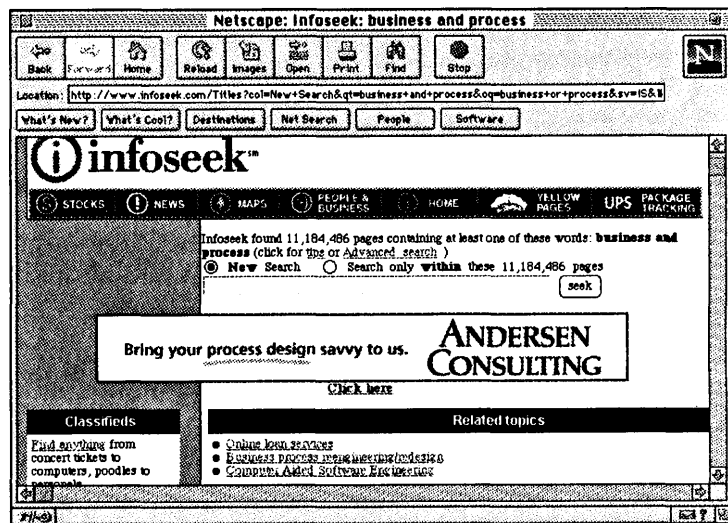 Netscape: Infoseek: business and process
Back Forward Home Reload Images Open Print Find Stop N
Location: http://www.infoseek.com/Titles?col=New+Search&qt=business+and+process&oq=business+or+process&sv=IS&
What's New? What's Cool? Destinations Net Search People Software
infoseek℠
STOCKS NEWS MAPS PEOPLE & BUSINESS HOME YELLOW PAGES UPS PACKAGE TRACKING
Infoseek found 11,184,486 pages containing at least one of these words: business and
process (click for tips or Advanced search )
New Search Search only within these 11,184,486 pages
seek
Bring your process design savvy to us. ANDERSEN CONSULTING
Click here
Classifieds
Find anything from
concert tickets to
computers, poodles to
personals
Related topics
Online loan services
Business process reengineering/redesign
Computer Aided Software Engineering